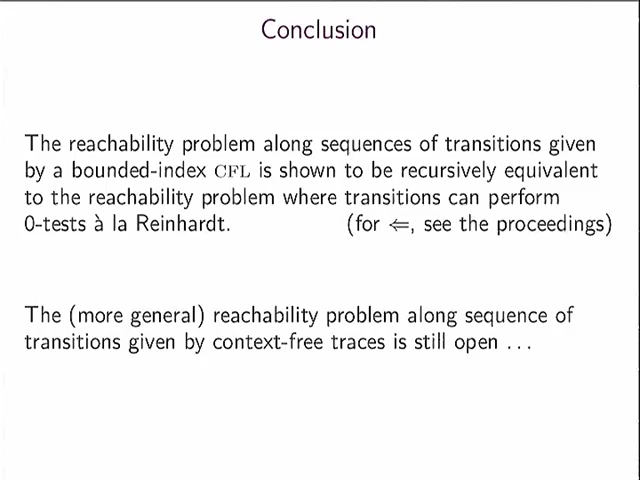 Conclusion
The reachability problem along sequences of transitions given
by a bounded-index CFL is shown to be recursively equivalent
to the reachability problem where transitions can perform
0-tests à la Reinhardt. (for ⇐, see the proceedings)
The (more general) reachability problem along sequence of
transitions given by context-free traces is still open ...